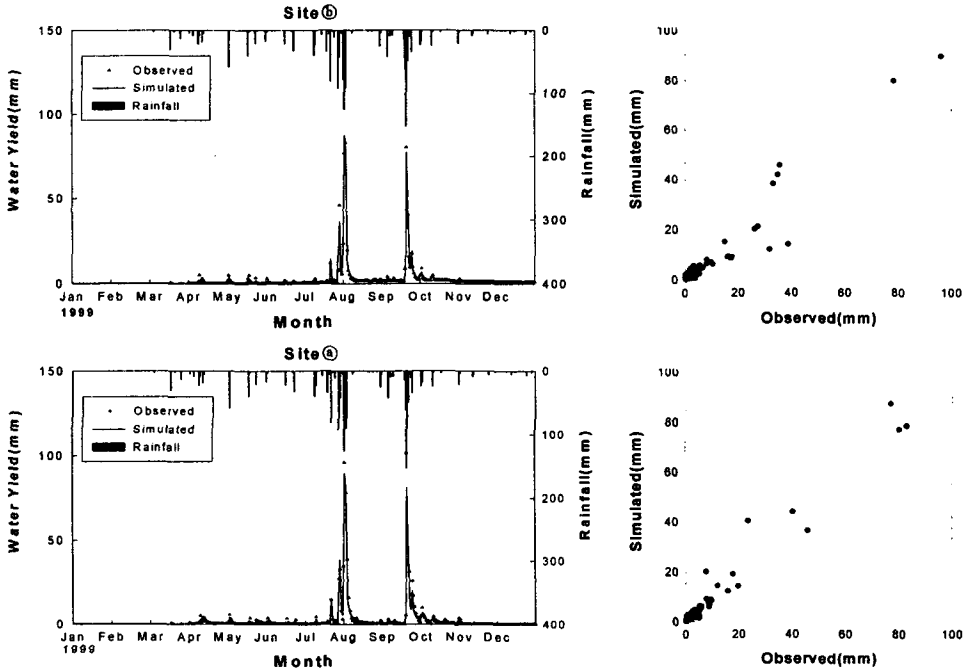 Siteⓑ
150
100
50
0
Water Yield(mm)
Observed
Simulated
Rainfall
0
100
200
300
400
Rainfall(mm)
Jan Feb Mar Apr May Jun Jul Aug Sep Oct Nov Dec
1999
Month
100
80
60
40
20
0
Simulated(mm)
0 20 40 60 80 100
Observed(mm)
Siteⓐ
150
100
50
0
Water Yield(mm)
Observed
Simulated
Rainfall
0
100
200
300
400
Rainfall(mm)
Jan Feb Mar Apr May Jun Jul Aug Sep Oct Nov Dec
1999
Month
100
80
60
40
20
0
Simulated(mm)
0 20 40 60 80 100
Observed(mm)